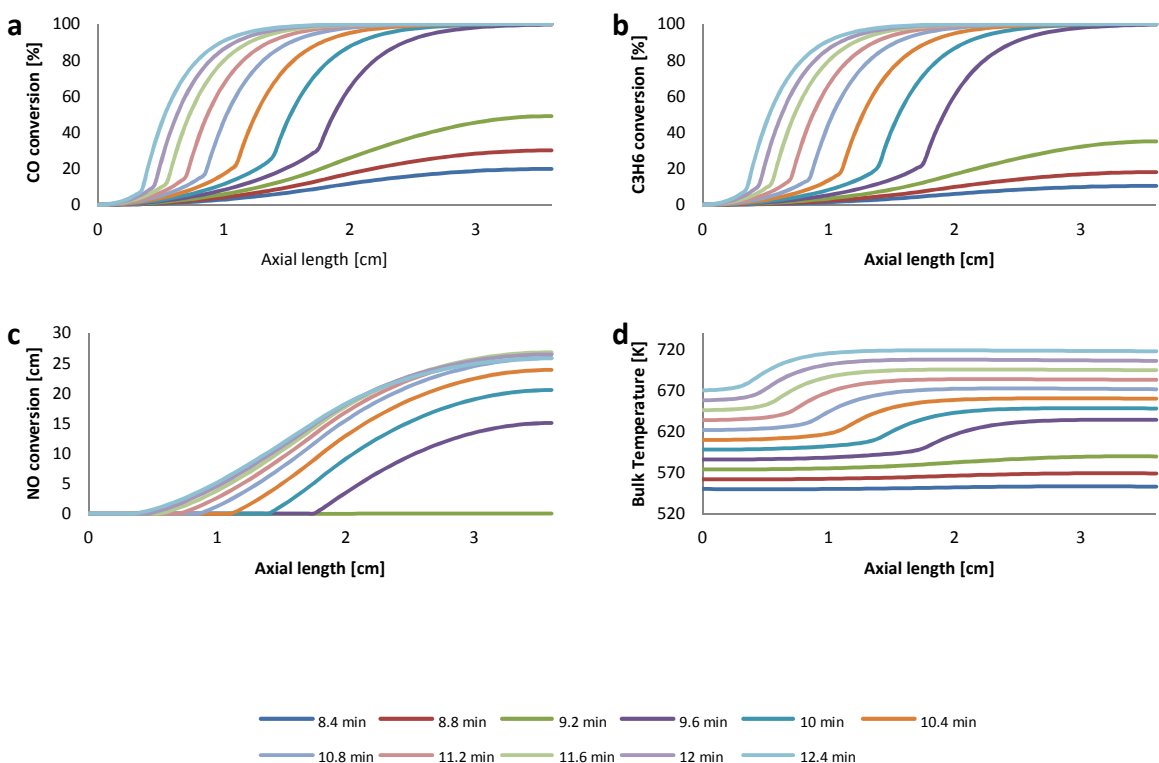 a
CO conversion [%]
100
80
60
40
20
0
0 1 2 3
Axial length [cm]
b
C3H6 conversion [%]
100
80
60
40
20
0
0 1 2 3
Axial length [cm]
c
NO conversion [cm]
30
25
20
15
10
5
0
0 1 2 3
Axial length [cm]
d
Bulk Temperature [K]
720
670
620
570
520
0 1 2 3
Axial length [cm]
8.4 min 8.8 min 9.2 min 9.6 min 10 min 10.4 min
10.8 min 11.2 min 11.6 min 12 min 12.4 min